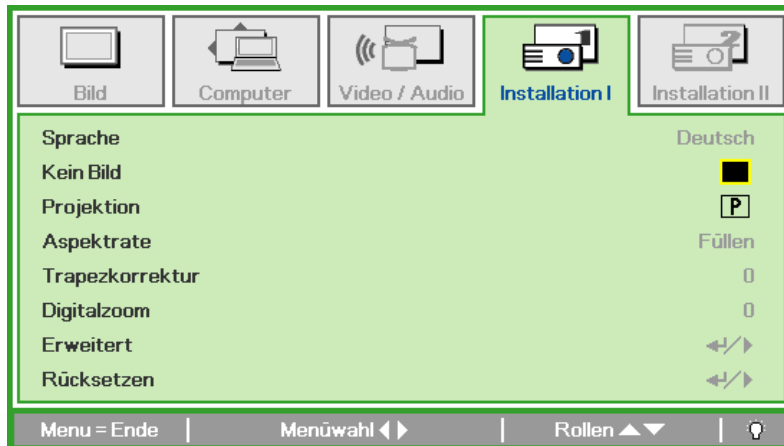 Bild
Computer
Video / Audio
Installation I
Installation II
Sprache Deutsch
Kein Bild
Projektion P
Aspektrate Füllen
Trapezkorrektur 0
Digitalzoom 0
Erweitert
Rücksetzen
Menu = Ende Menüwahl Rollen